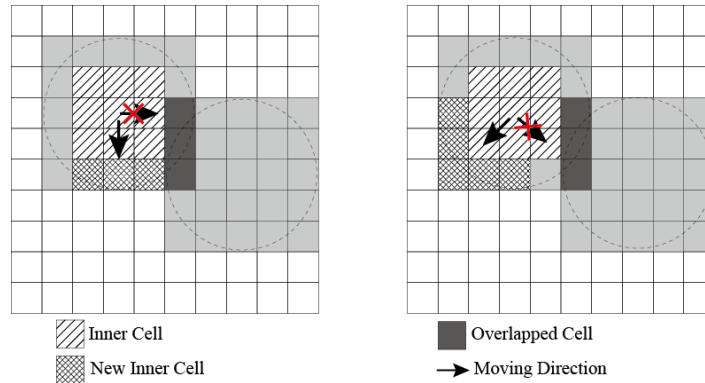 Inner Cell
New Inner Cell
Overlapped Cell
Moving Direction